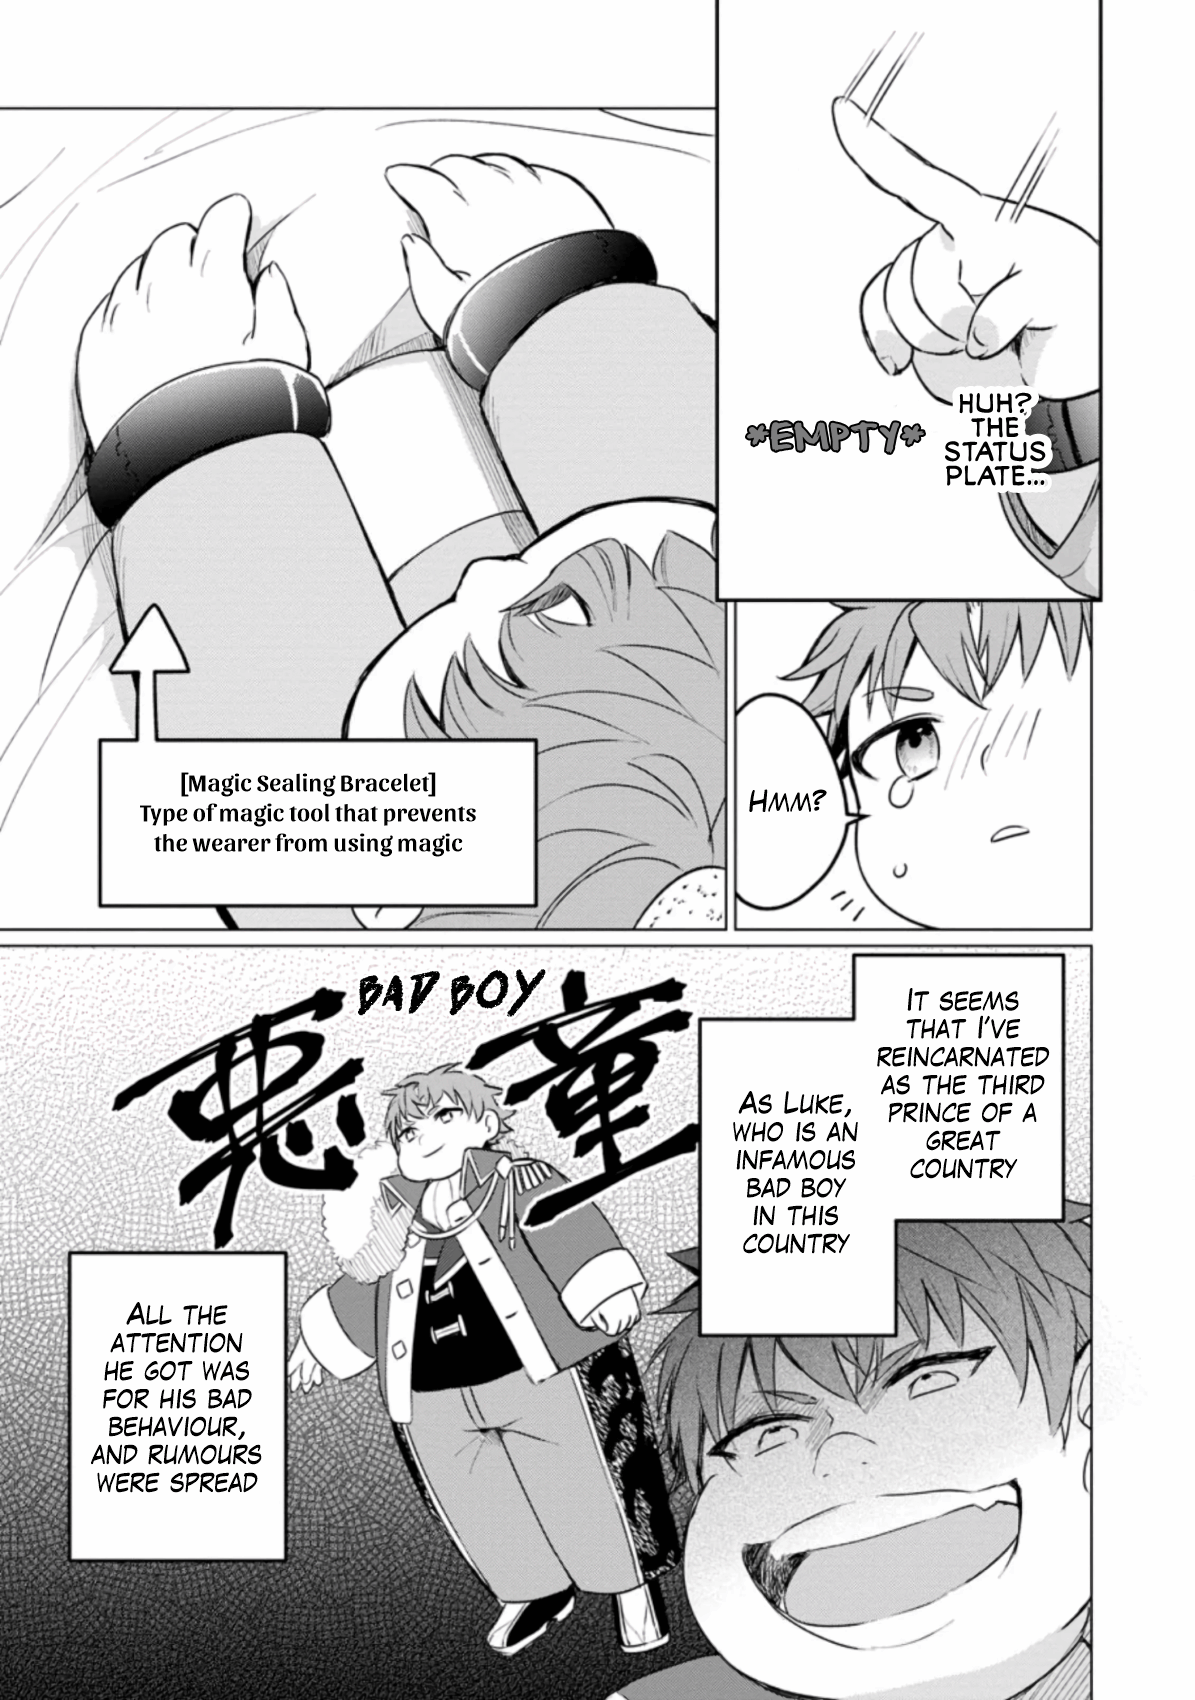 HUH?
THE
STATUS
PLATE...
*EMPTY*
HMM?
[Magic Sealing Bracelet]
Type of magic tool that prevents
the wearer from using magic
IT SEEMS
THAT I'VE
REINCARNATED
AS THE THIRD
PRINCE OF A
GREAT
COUNTRY
AS LUKE,
WHO IS AN
INFAMOUS
BAD BOY
IN THIS
COUNTRY
BAD BOY
悪童
ALL THE
ATTENTION
HE GOT WAS
FOR HIS BAD
BEHAVIOUR,
AND RUMOURS
WERE SPREAD